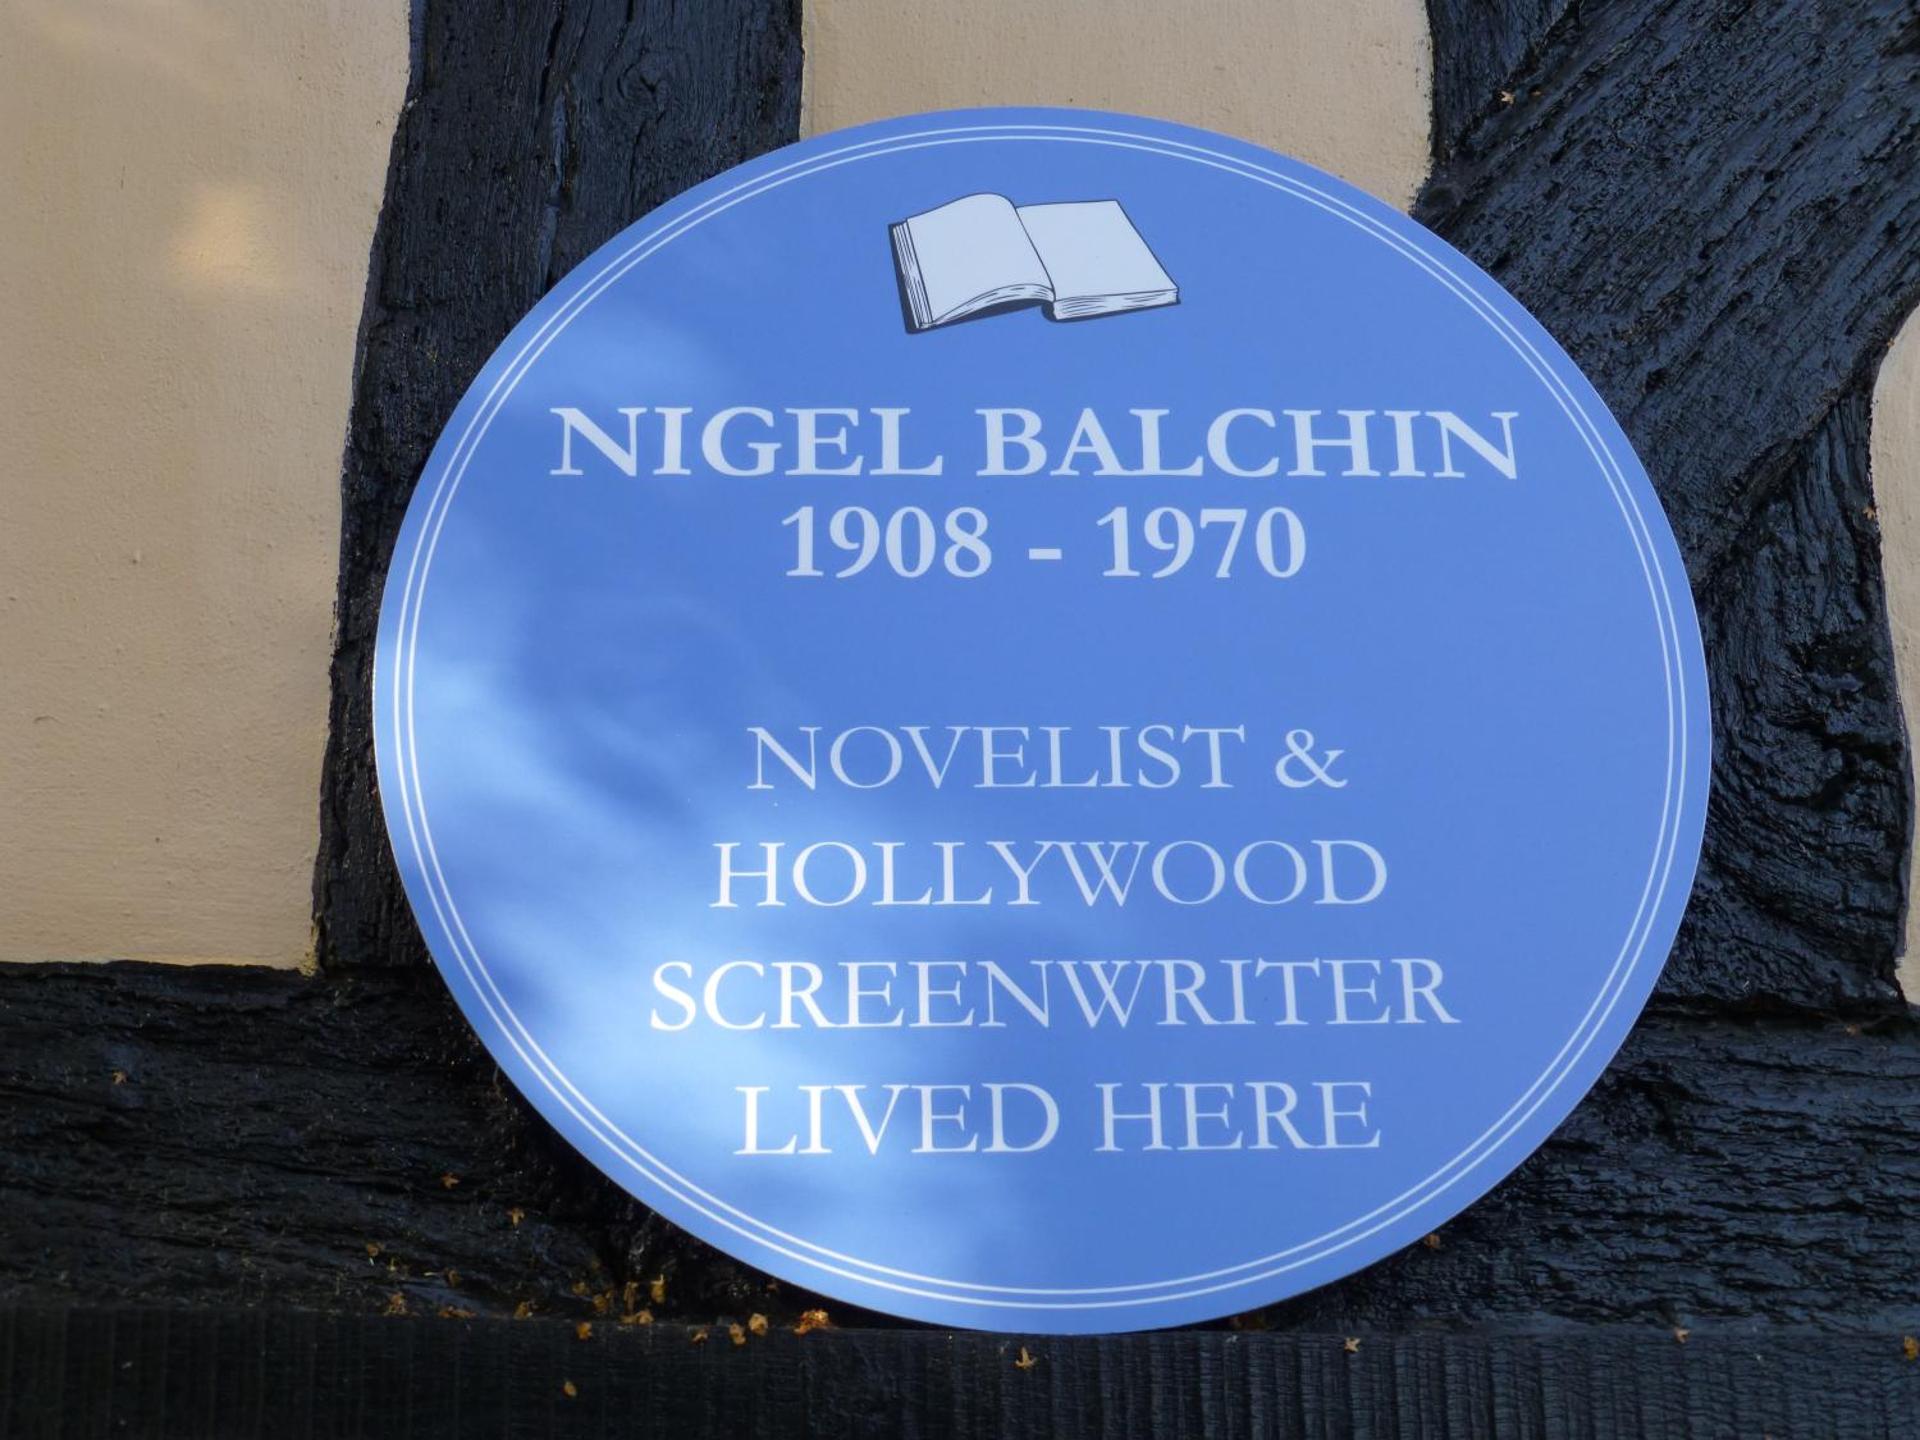 NIGEL BALCHIN
1908 - 1970
NOVELIST &
HOLLYWOOD
SCREENWRITER
LIVED HERE